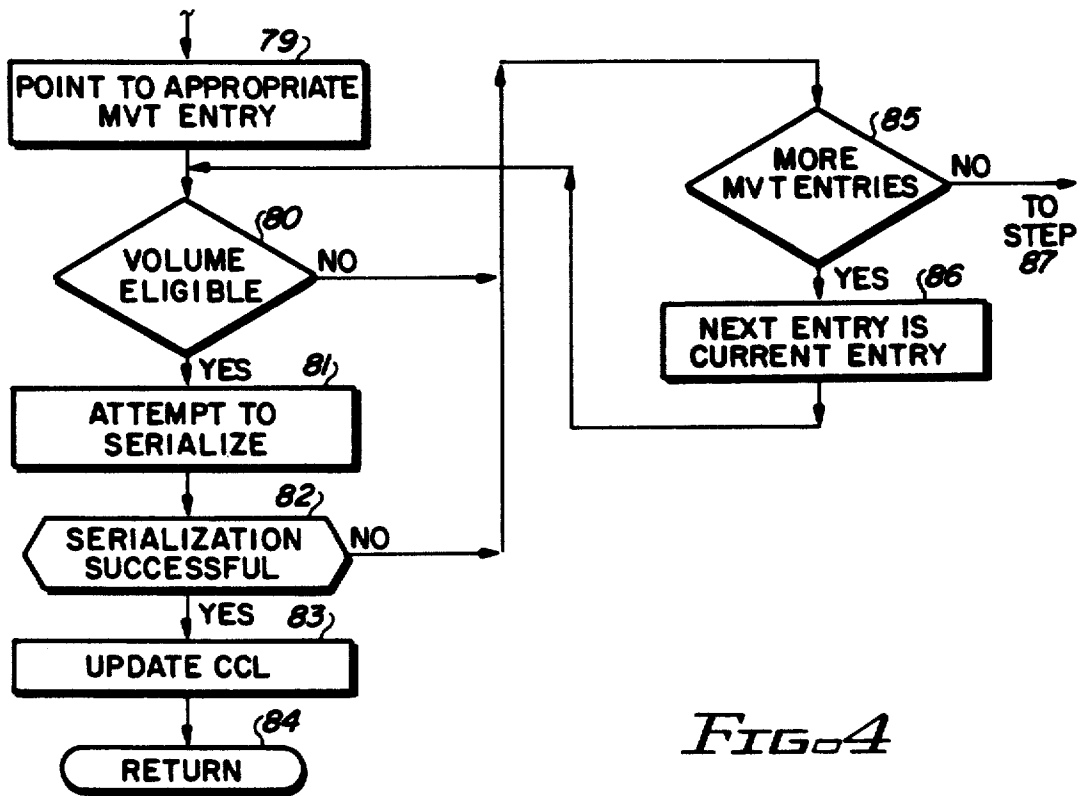 79
POINT TO APPROPRIATE
MVT ENTRY
80
VOLUME
ELIGIBLE
NO
YES
81
ATTEMPT TO
SERIALIZE
82
SERIALIZATION
SUCCESSFUL
NO
YES
83
UPDATE CCL
84
RETURN
85
MORE
MVT ENTRIES
NO
TO
STEP
87
YES
86
NEXT ENTRY IS
CURRENT ENTRY
FIG. 4